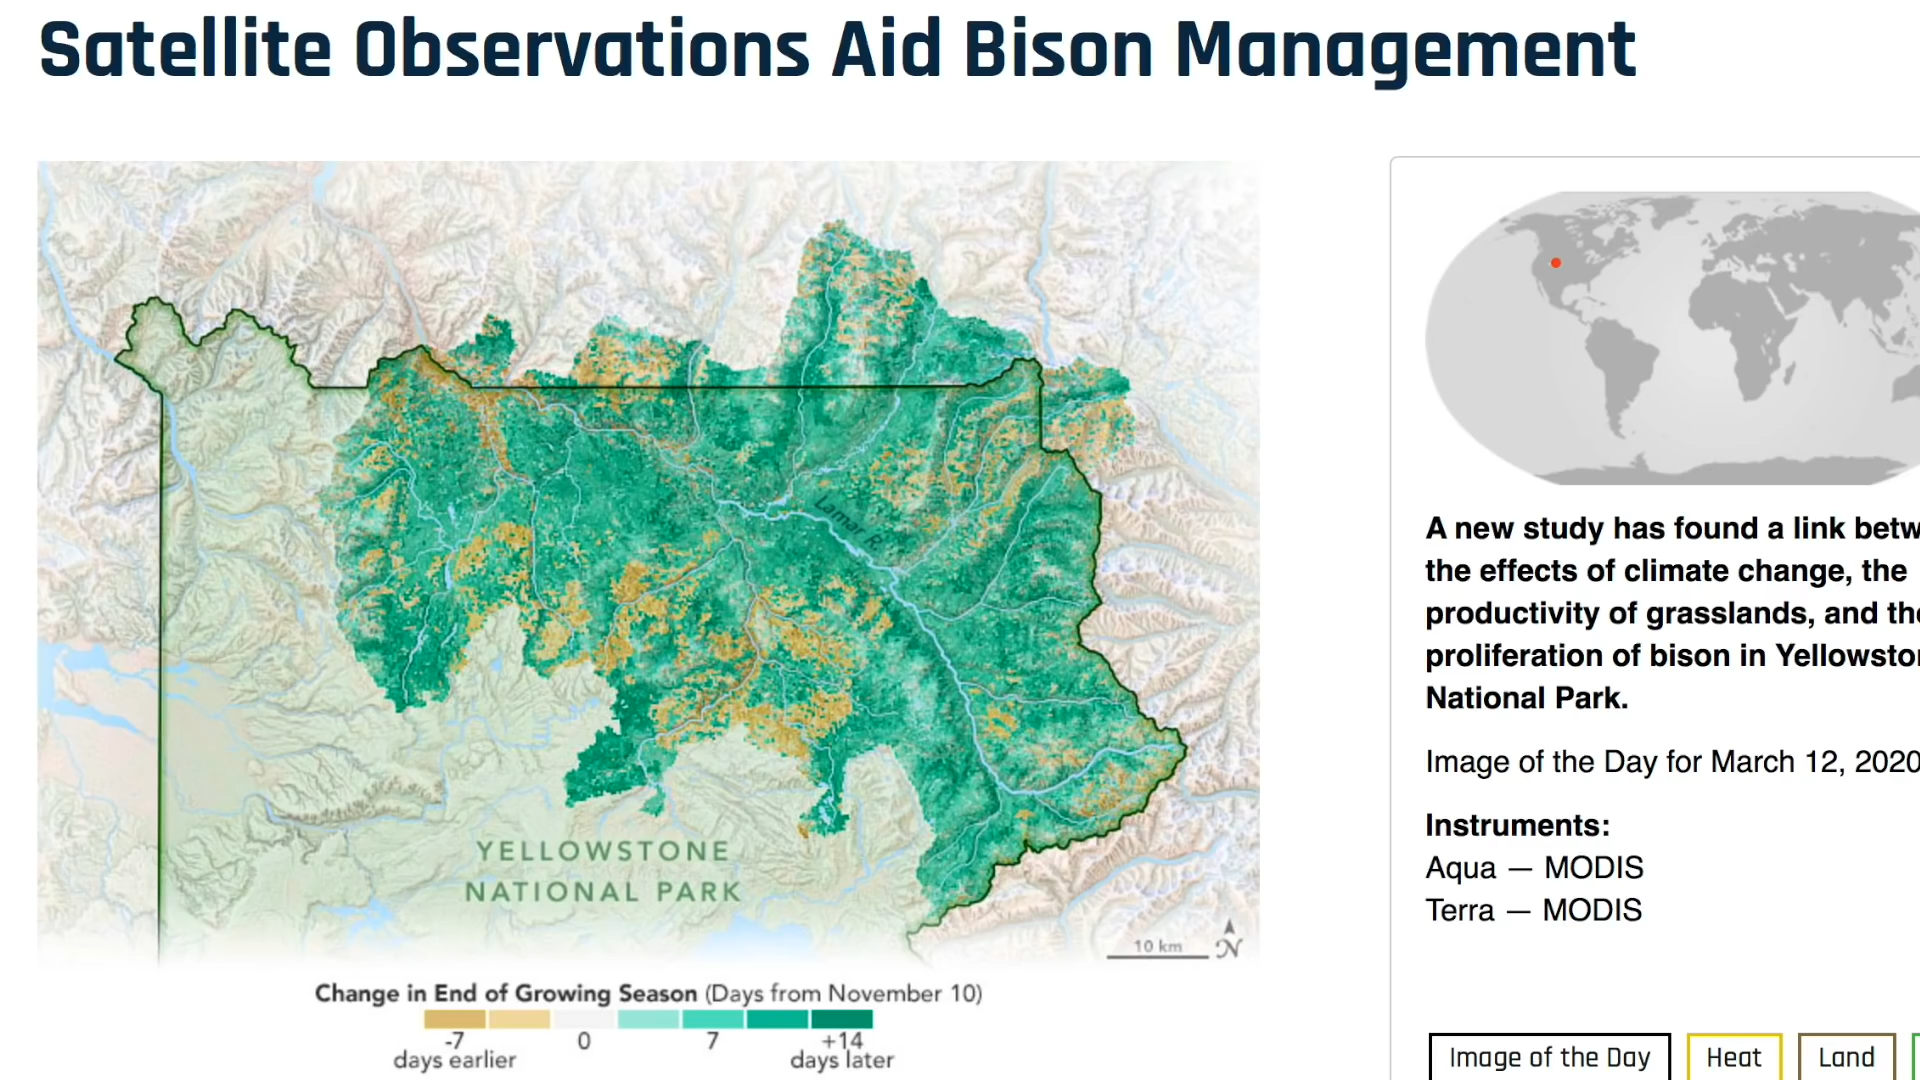 Satellite Observations Aid Bison Management
Lamar R.
YELLOWSTONE
NATIONAL PARK
10 km
N
Change in End of Growing Season (Days from November 10)
-7 0 7 +14
days earlier days later
A new study has found a link betw
the effects of climate change, the
productivity of grasslands, and the
proliferation of bison in Yellowston
National Park.
Image of the Day for March 12, 2020
Instruments:
Aqua — MODIS
Terra — MODIS
Image of the Day Heat Land